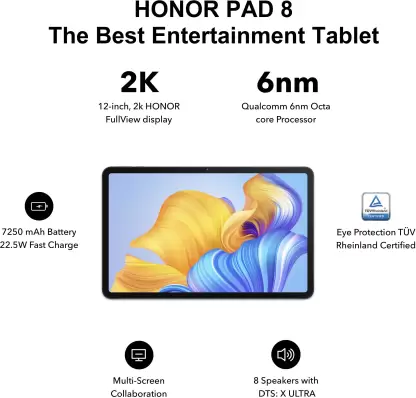 HONOR PAD 8
The Best Entertainment Tablet
2K
12-inch, 2k HONOR
FullView display
6nm
Qualcomm 6nm Octa
core Processor
7250 mAh Battery
22.5W Fast Charge
Eye Protection TÜV
Rheinland Certified
Multi-Screen
Collaboration
8 Speakers with
DTS: X ULTRA